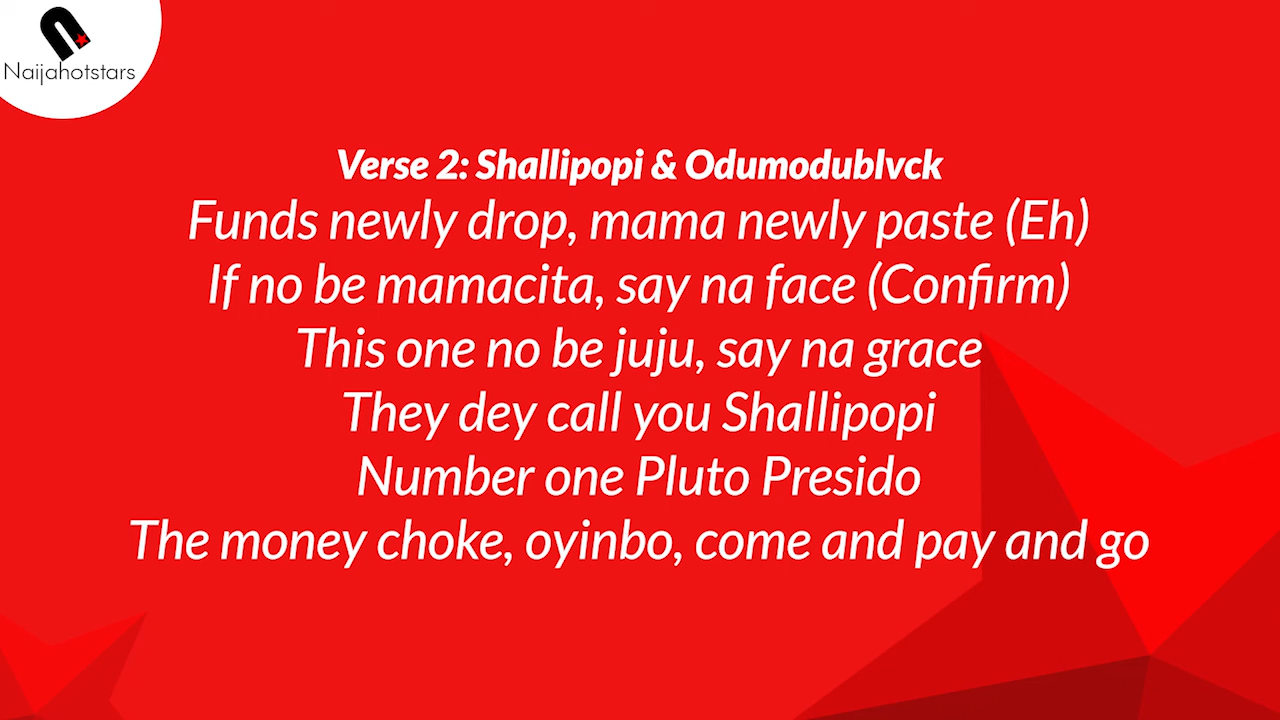 Naijahotstars
Verse 2: Shallipopi & Odumodublvck
Funds newly drop, mama newly paste (Eh)
If no be mamacita, say na face (Confirm)
This one no be juju, say na grace
They dey call you Shallipopi
Number one Pluto Presido
The money choke, oyinbo, come and pay and go